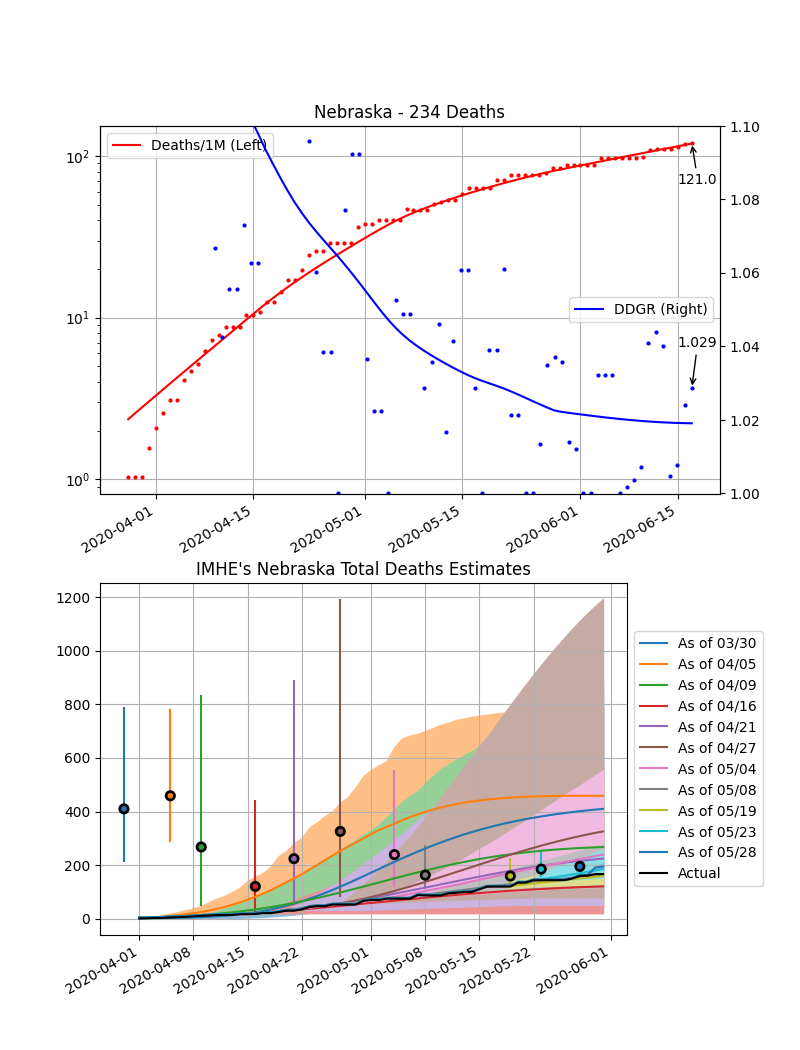 Nebraska - 234 Deaths
Deaths/1M (Left)
DDGR (Right)
121.0
1.029
10²
10¹
10⁰
1.10
1.08
1.06
1.04
1.02
1.00
2020-04-01
2020-04-15
2020-05-01
2020-05-15
2020-06-01
2020-06-15
IMHE's Nebraska Total Deaths Estimates
1200
1000
800
600
400
200
0
2020-04-01
2020-04-08
2020-04-15
2020-04-22
2020-05-01
2020-05-08
2020-05-15
2020-05-22
2020-06-01
As of 03/30
As of 04/05
As of 04/09
As of 04/16
As of 04/21
As of 04/27
As of 05/04
As of 05/08
As of 05/19
As of 05/23
As of 05/28
Actual